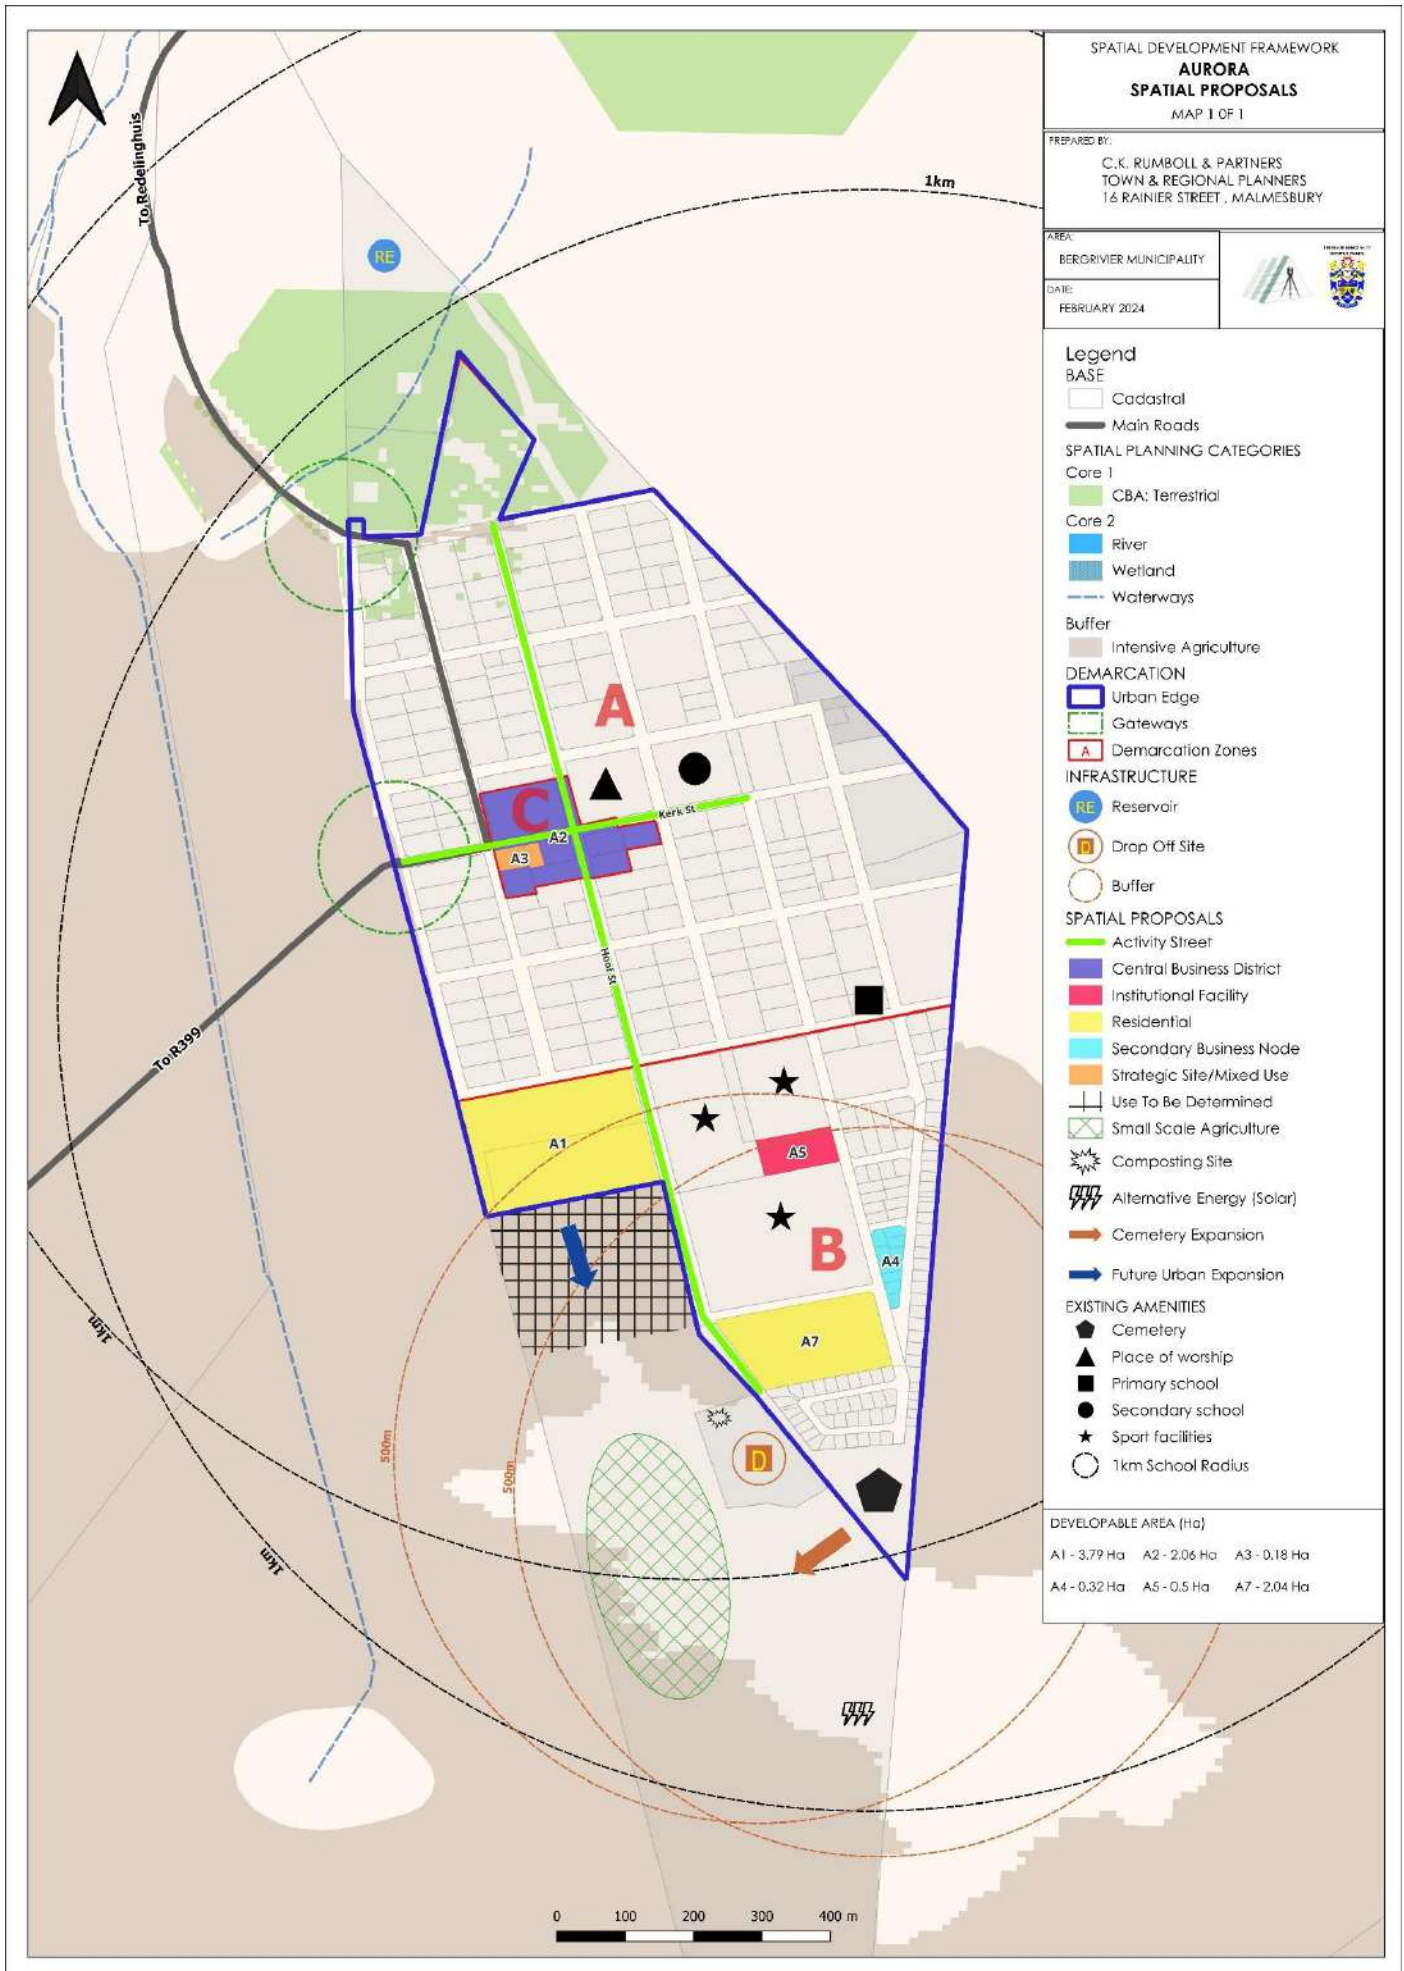 SPATIAL DEVELOPMENT FRAMEWORK
AURORA
SPATIAL PROPOSALS
MAP 1 OF 1
PREPARED BY:
C.K. RUMBOLL & PARTNERS
TOWN & REGIONAL PLANNERS
16 RAINIER STREET , MALMESBURY
AREA:
BERGRIVIER MUNICIPALITY
DATE:
FEBRUARY 2024
Legend
BASE
Cadastral
Main Roads
SPATIAL PLANNING CATEGORIES
Core 1
CBA: Terrestrial
Core 2
River
Wetland
Waterways
Buffer
Intensive Agriculture
DEMARCATION
Urban Edge
Gateways
A Demarcation Zones
INFRASTRUCTURE
RE Reservoir
D Drop Off Site
Buffer
SPATIAL PROPOSALS
Activity Street
Central Business District
Institutional Facility
Residential
Secondary Business Node
Strategic Site/Mixed Use
Use To Be Determined
Small Scale Agriculture
Composting Site
Alternative Energy (Solar)
Cemetery Expansion
Future Urban Expansion
EXISTING AMENITIES
Cemetery
Place of worship
Primary school
Secondary school
Sport facilities
1km School Radius
DEVELOPABLE AREA (Ha)
A1 - 3.79 Ha A2 - 2.06 Ha A3 - 0.18 Ha
A4 - 0.32 Ha A5 - 0.5 Ha A7 - 2.04 Ha
To Redelinghuis
1km
RE
A
C
Kerk St
A2
A3
Hoof St
To R399
A1
A5
B
A4
A7
1km
500m
500m
D
1km
0 100 200 300 400 m